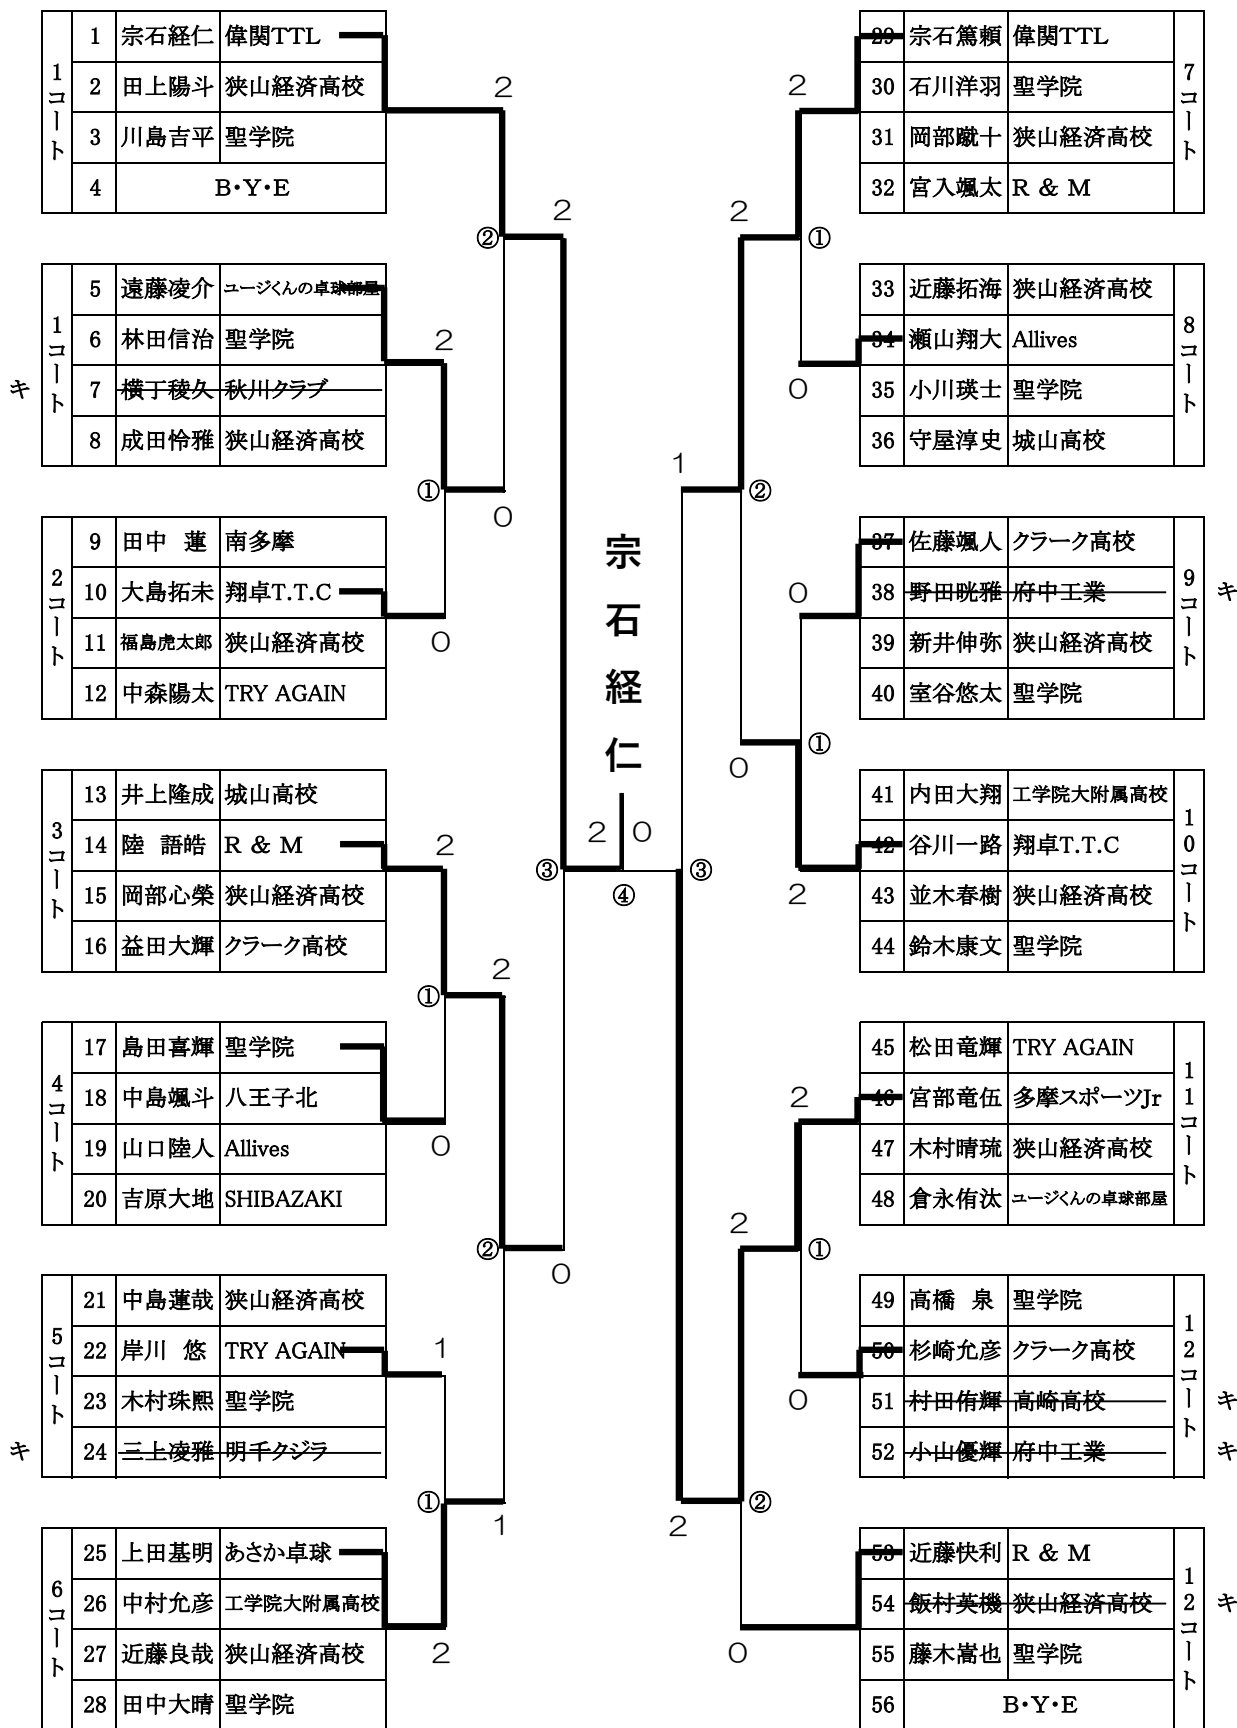 1コート
1 宗石経仁 偉関TTL
2 田上陽斗 狭山経済高校
3 川島吉平 聖学院
4 B・Y・E
1コート
5 遠藤凌介 ユージくんの卓球部屋
6 林田信治 聖学院
キ 7 横丁稜久 秋川クラブ
8 成田怜雅 狭山経済高校
2コート
9 田中 蓮 南多摩
10 大島拓未 翔卓T.T.C
11 福島虎太郎 狭山経済高校
12 中森陽太 TRY AGAIN
3コート
13 井上隆成 城山高校
14 陸 語皓 R & M
15 岡部心榮 狭山経済高校
16 益田大輝 クラーク高校
4コート
17 島田喜輝 聖学院
18 中島颯斗 八王子北
19 山口陸人 Allives
20 吉原大地 SHIBAZAKI
5コート
21 中島蓮哉 狭山経済高校
22 岸川 悠 TRY AGAIN
23 木村珠熙 聖学院
キ 24 三上凌雅 明千クジラ
6コート
25 上田基明 あさか卓球
26 中村允彦 工学院大附属高校
27 近藤良哉 狭山経済高校
28 田中大晴 聖学院
2
2
②
2
①
0
0
2
2
①
0
②
0
1
①
1
2
宗石経仁
2 0
③
④
③
7コート
29 宗石篤頼 偉関TTL
30 石川洋羽 聖学院
31 岡部蹴十 狭山経済高校
32 宮入颯太 R & M
8コート
33 近藤拓海 狭山経済高校
34 瀬山翔大 Allives
35 小川瑛士 聖学院
36 守屋淳史 城山高校
9コート
37 佐藤颯人 クラーク高校
38 野田晄雅 府中工業 キ
39 新井伸弥 狭山経済高校
40 室谷悠太 聖学院
10コート
41 内田大翔 工学院大附属高校
42 谷川一路 翔卓T.T.C
43 並木春樹 狭山経済高校
44 鈴木康文 聖学院
11コート
45 松田竜輝 TRY AGAIN
46 宮部竜伍 多摩スポーツJr
47 木村晴琉 狭山経済高校
48 倉永侑汰 ユージくんの卓球部屋
12コート
49 高橋 泉 聖学院
50 杉崎允彦 クラーク高校
51 村田侑輝 高崎高校 キ
52 小山優輝 府中工業 キ
12コート
53 近藤快利 R & M
54 飯村英機 狭山経済高校 キ
55 藤木嵩也 聖学院
56 B・Y・E
2
2
①
0
1
②
0
①
0
2
2
2
①
0
②
2
0